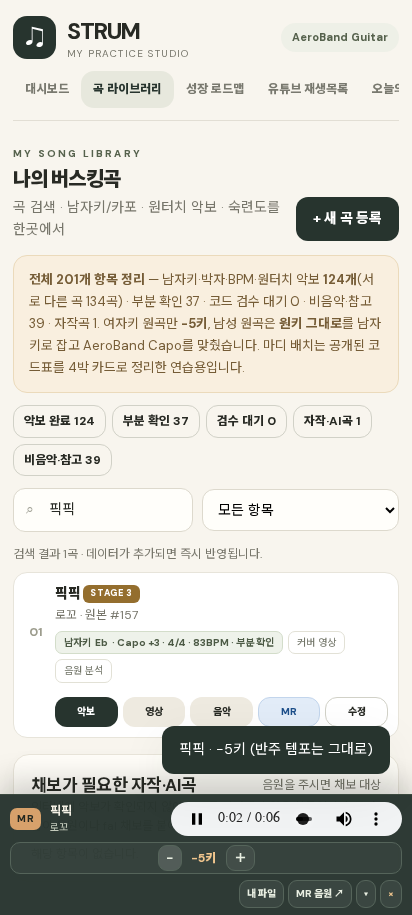 STRUM
MY PRACTICE STUDIO
AeroBand Guitar
대시보드
곡 라이브러리
성장 로드맵
유튜브 재생목록
오늘의
MY SONG LIBRARY
나의 버스킹곡
곡 검색 · 남자키/카포 · 원터치 악보 · 숙련도를
한곳에서
+ 새 곡 등록
전체 201개 항목 정리 — 남자키·박자·BPM·원터치 악보 124개(서
로 다른 곡 134곡) · 부분 확인 37 · 코드 검수 대기 0 · 비음악·참고
39 · 자작곡 1. 여자키 원곡만 -5키, 남성 원곡은 원키 그대로를 남자
키로 잡고 AeroBand Capo를 맞췄습니다. 마디 배치는 공개된 코
드표를 4박 카드로 정리한 연습용입니다.
악보 완료 124
부분 확인 37
검수 대기 0
자작·AI곡 1
비음악·참고 39
픽픽
모든 항목
검색 결과 1곡 · 데이터가 추가되면 즉시 반영됩니다.
01
픽픽 STAGE 3
로꼬 · 원본 #157
남자키 Eb · Capo +3 · 4/4 · 83BPM · 부분 확인
커버 영상
음원 분석
악보
영상
음악
MR
수정
픽픽 · -5키 (반주 템포는 그대로)
채보가 필요한 자작·AI곡
음원을 주시면 채보 대상
MR
픽픽
로꼬
0:02 / 0:06
- -5키 +
내 파일
MR 음원 ↗
▾
×